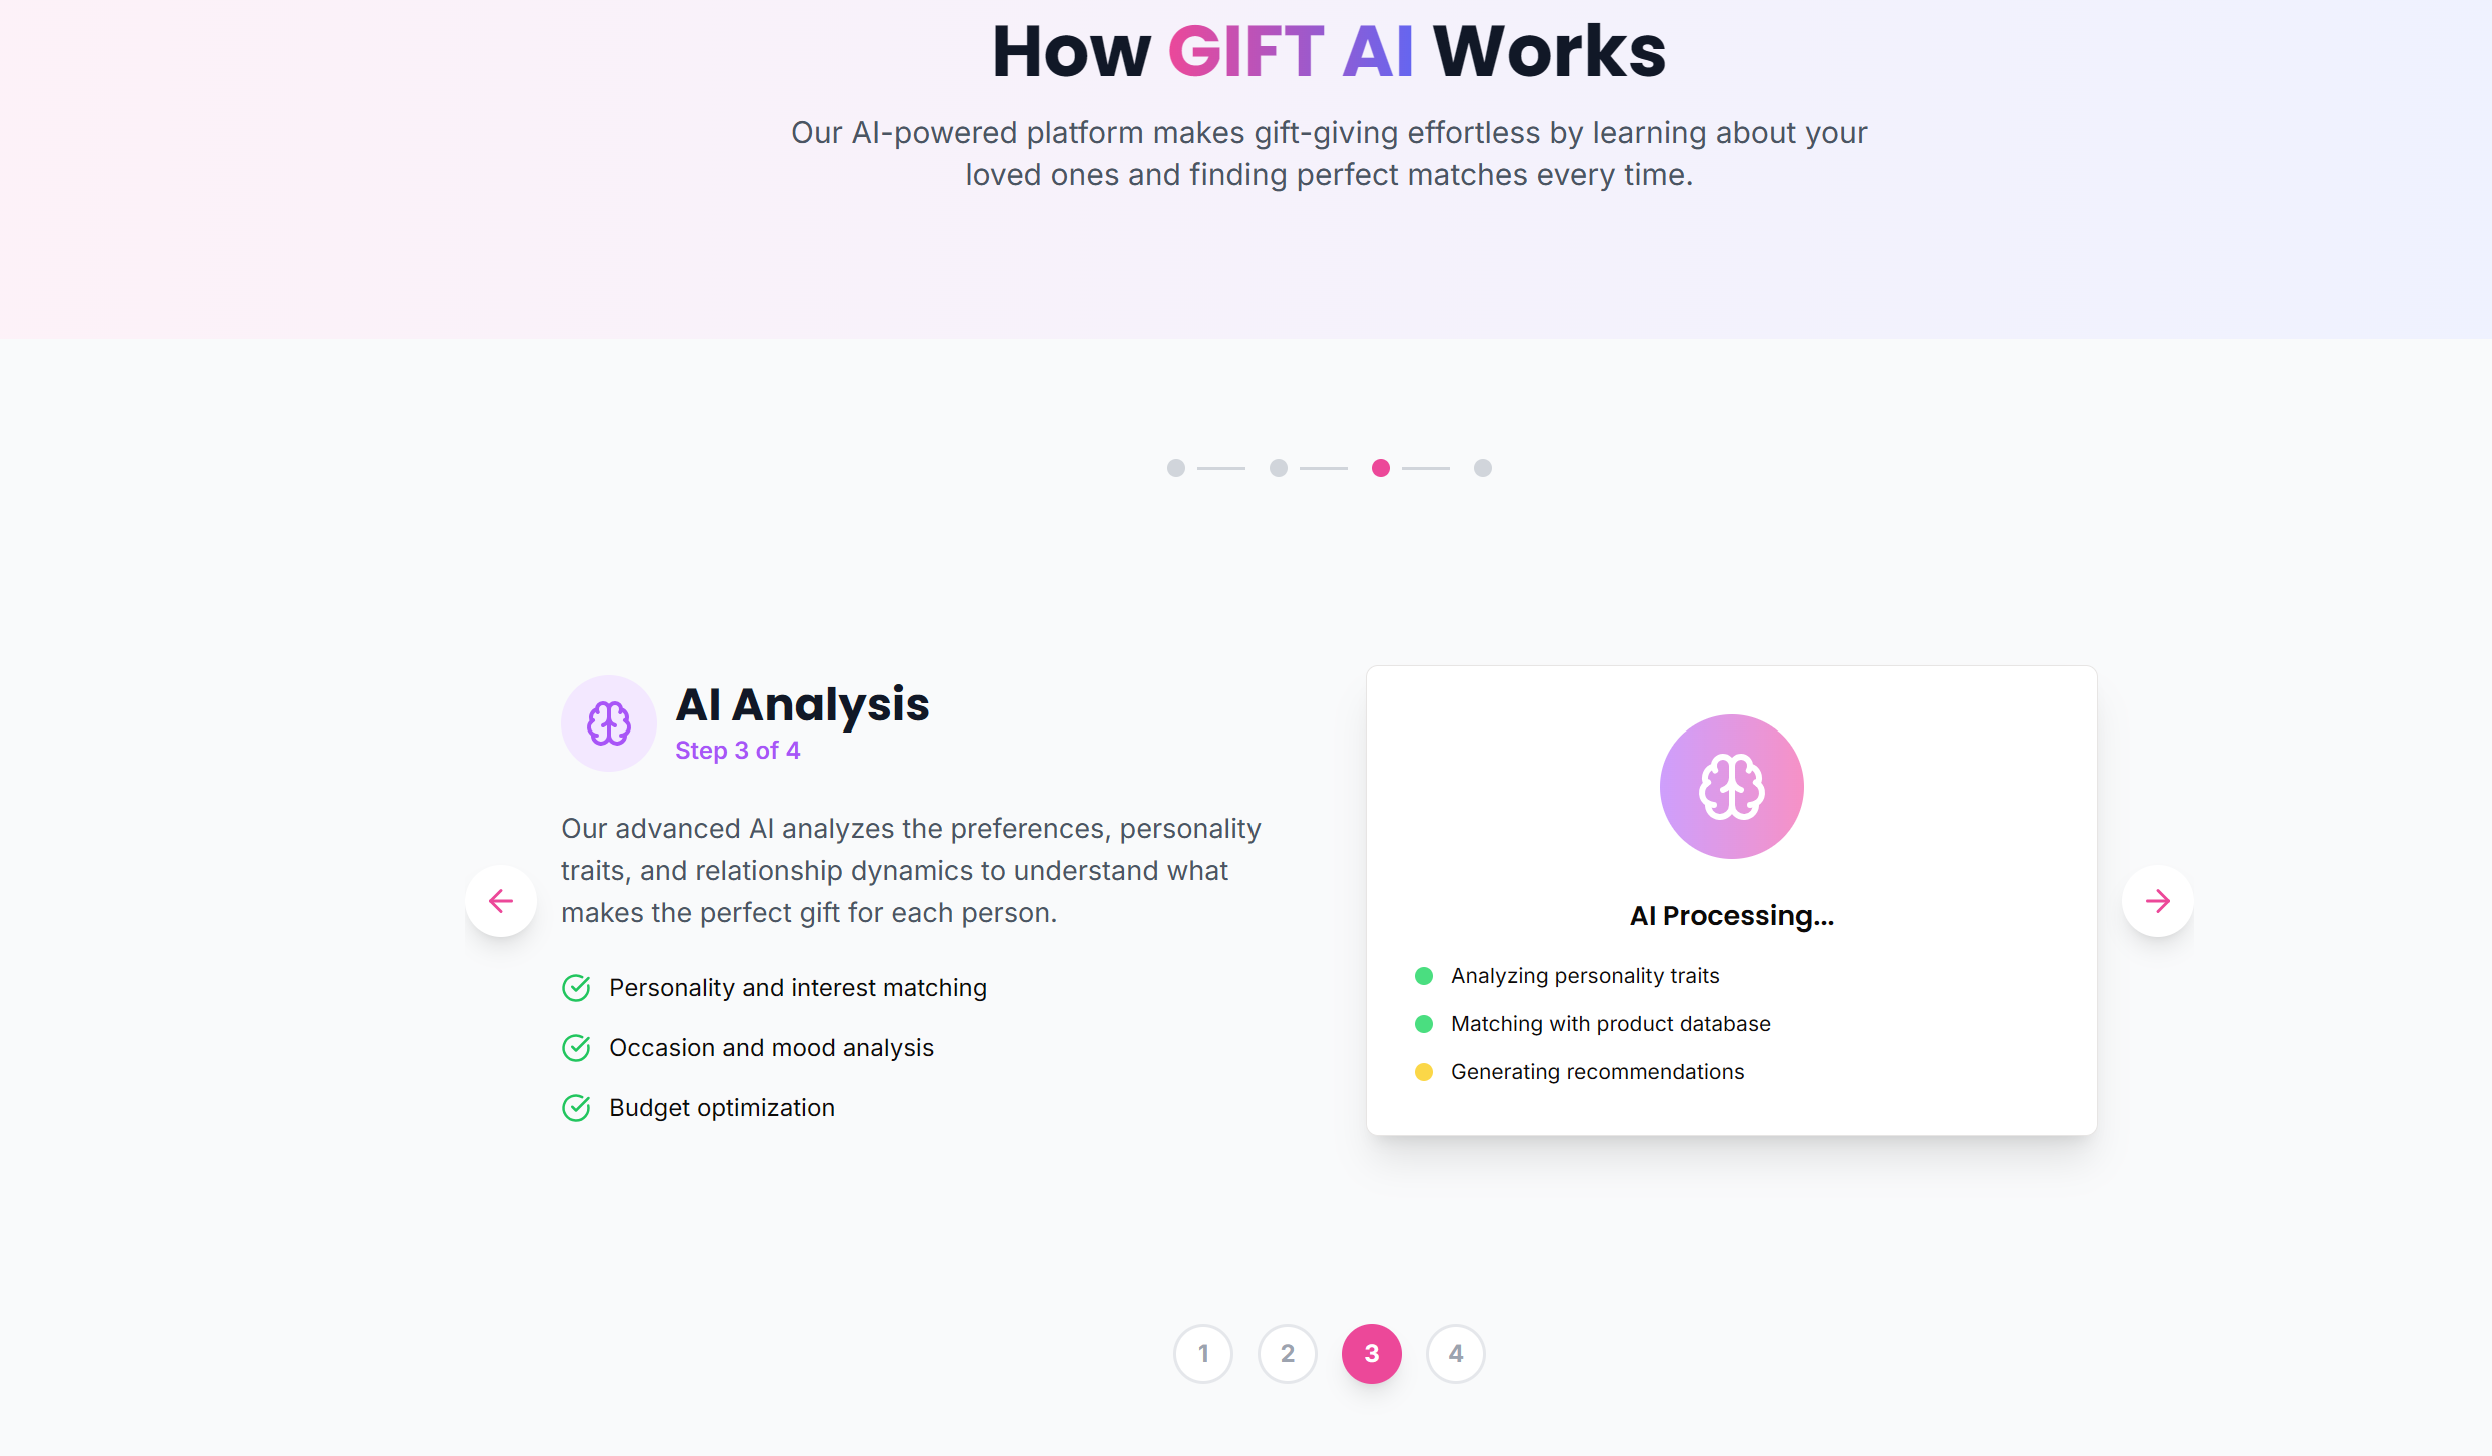 How GIFT AI Works
Our AI-powered platform makes gift-giving effortless by learning about your
loved ones and finding perfect matches every time.
AI Analysis
Step 3 of 4
Our advanced AI analyzes the preferences, personality
traits, and relationship dynamics to understand what
makes the perfect gift for each person.
Personality and interest matching
Occasion and mood analysis
Budget optimization
AI Processing...
Analyzing personality traits
Matching with product database
Generating recommendations
1 2 3 4